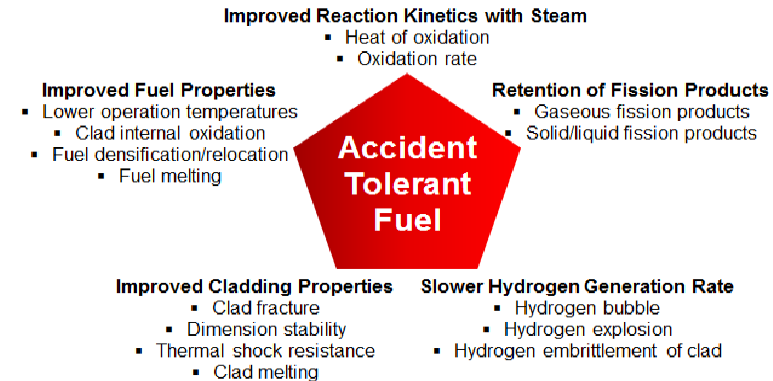 Improved Reaction Kinetics with Steam
▪ Heat of oxidation
▪ Oxidation rate
Improved Fuel Properties
▪ Lower operation temperatures
▪ Clad internal oxidation
▪ Fuel densification/relocation
▪ Fuel melting
Retention of Fission Products
▪ Gaseous fission products
▪ Solid/liquid fission products
Accident
Tolerant
Fuel
Improved Cladding Properties
▪ Clad fracture
▪ Dimension stability
▪ Thermal shock resistance
▪ Clad melting
Slower Hydrogen Generation Rate
▪ Hydrogen bubble
▪ Hydrogen explosion
▪ Hydrogen embrittlement of clad